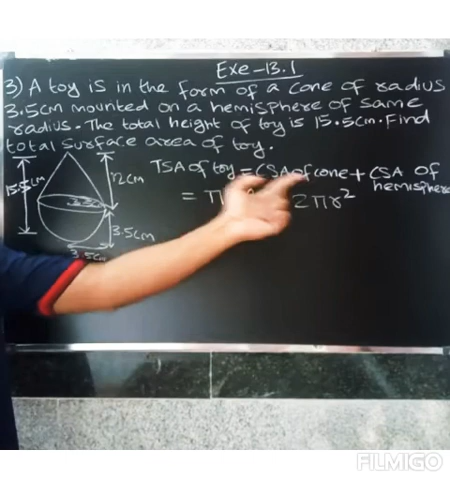 Exe-13.1
3) A toy is in the form of a cone of radius
3.5cm mounted on a hemisphere of same
radius. The total height of toy is 15.5cm. Find
total surface area of toy.
TSA of toy = CSA of cone + CSA of
hemisphere
15.5cm
12cm
= π 2πr²
3.5cm
3.5cm
FILMIGO